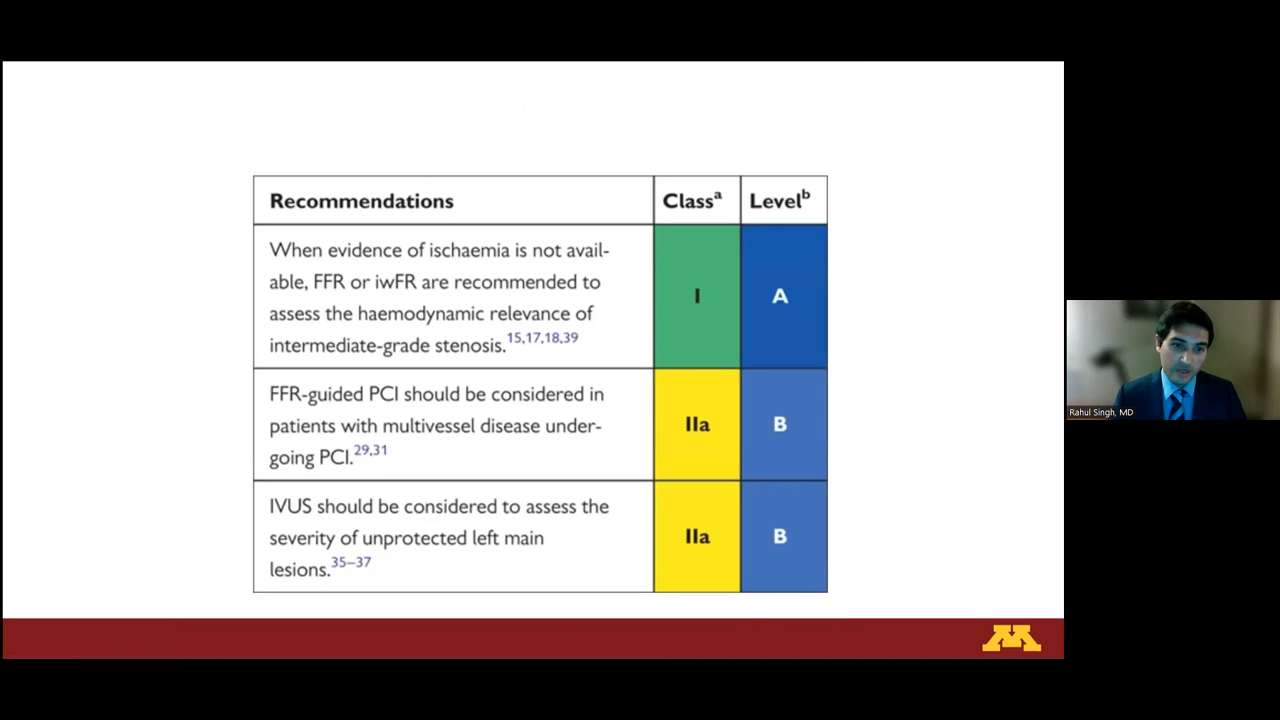 Recommendations Classᵃ Levelᵇ
When evidence of ischaemia is not avail-
able, FFR or iwFR are recommended to
assess the haemodynamic relevance of
intermediate-grade stenosis.15,17,18,39
I A
FFR-guided PCI should be considered in
patients with multivessel disease under-
going PCI.29,31
IIa B
IVUS should be considered to assess the
severity of unprotected left main
lesions.35–37
IIa B
M
Rahul Singh, MD